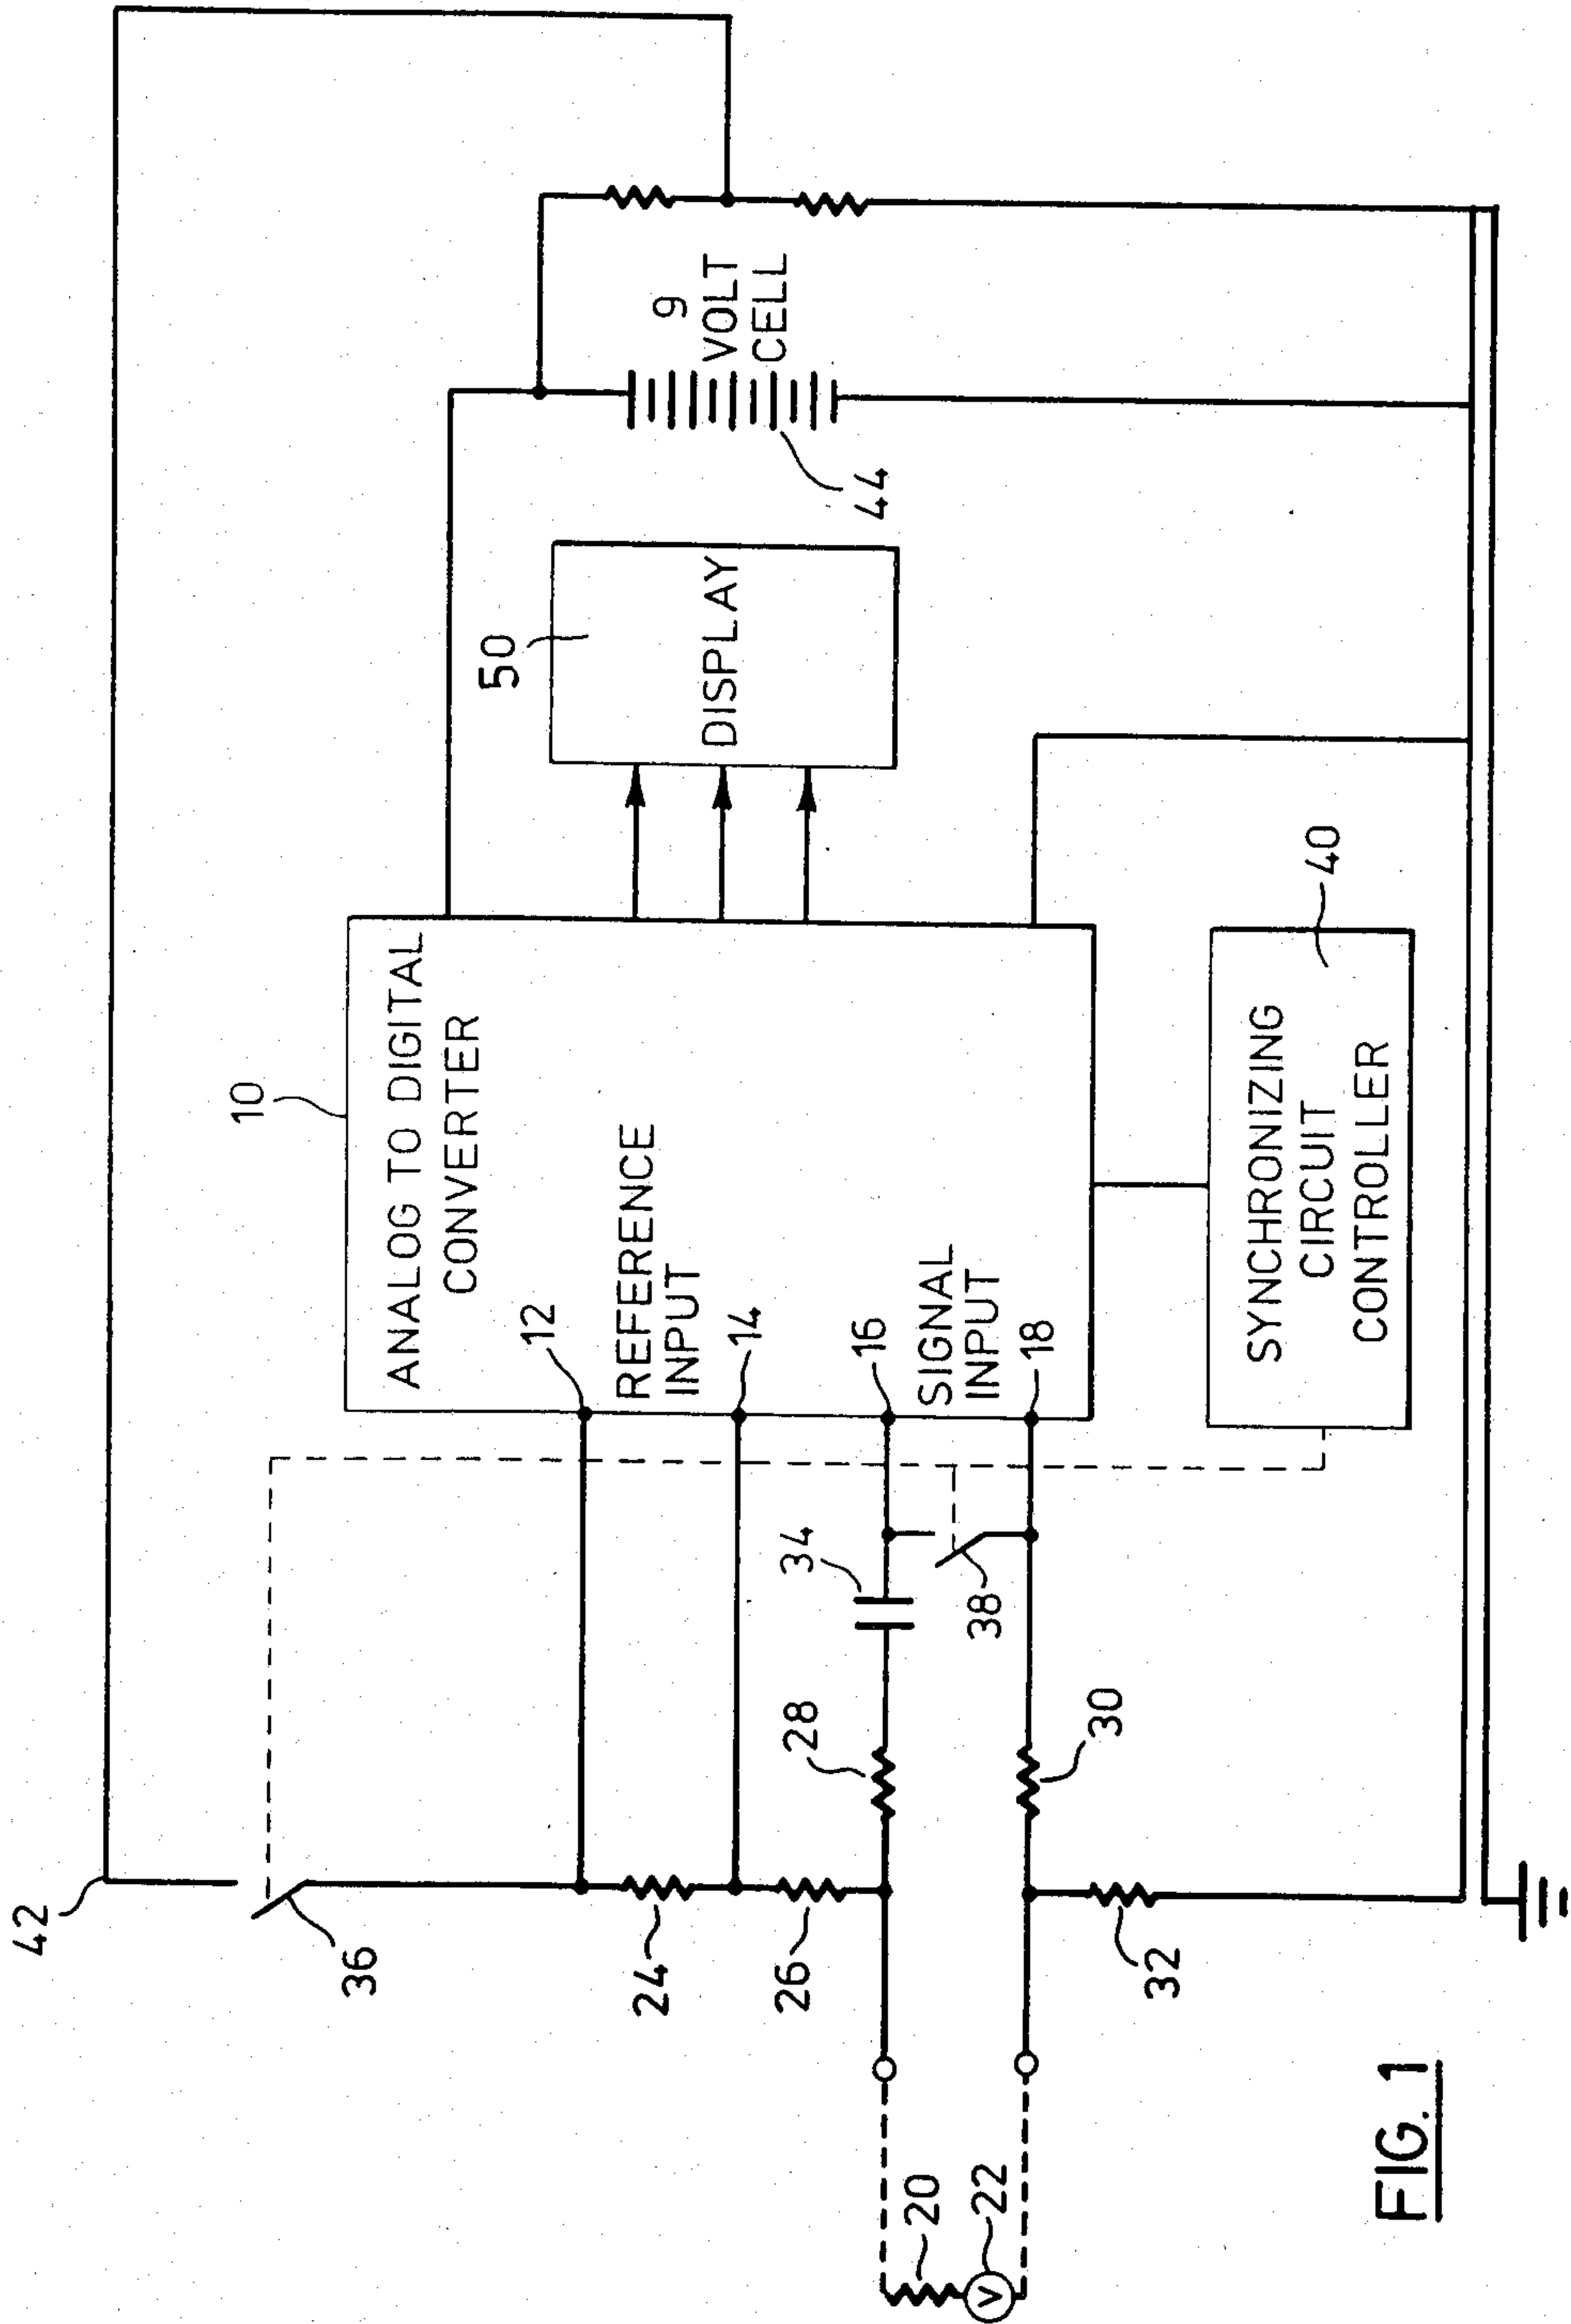 42
36
10
ANALOG TO DIGITAL
CONVERTER
12
REFERENCE
INPUT
14
16
SIGNAL
INPUT
18
50
DISPLAY
9
VOLT
CELL
44
24
26
28
34
38
30
32
20
22
V
SYNCHRONIZING
CIRCUIT
CONTROLLER
40
FIG. 1